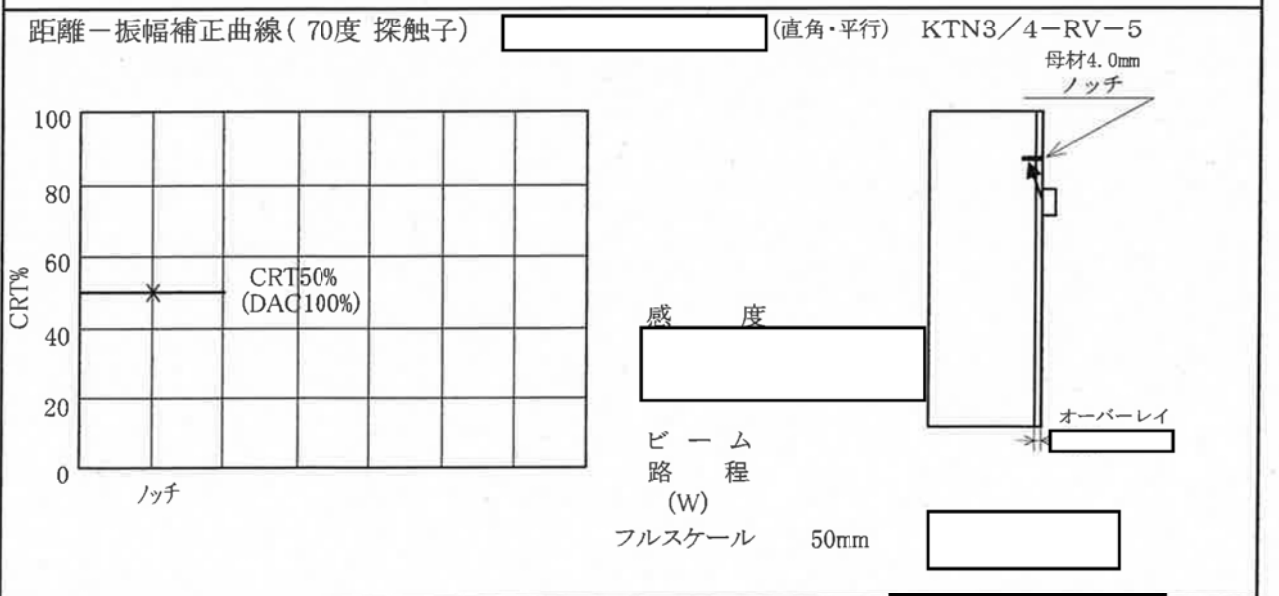 距離－振幅補正曲線( 70度 探触子)
(直角・平行)
KTN3／4－RV－5
母材4.0mm
ノッチ
100
80
60
40
20
0
CRT%
CRT50%
(DAC100%)
ノッチ
感 度
ビ ー ム
路 程
(W)
フルスケール 50mm
オーバーレイ